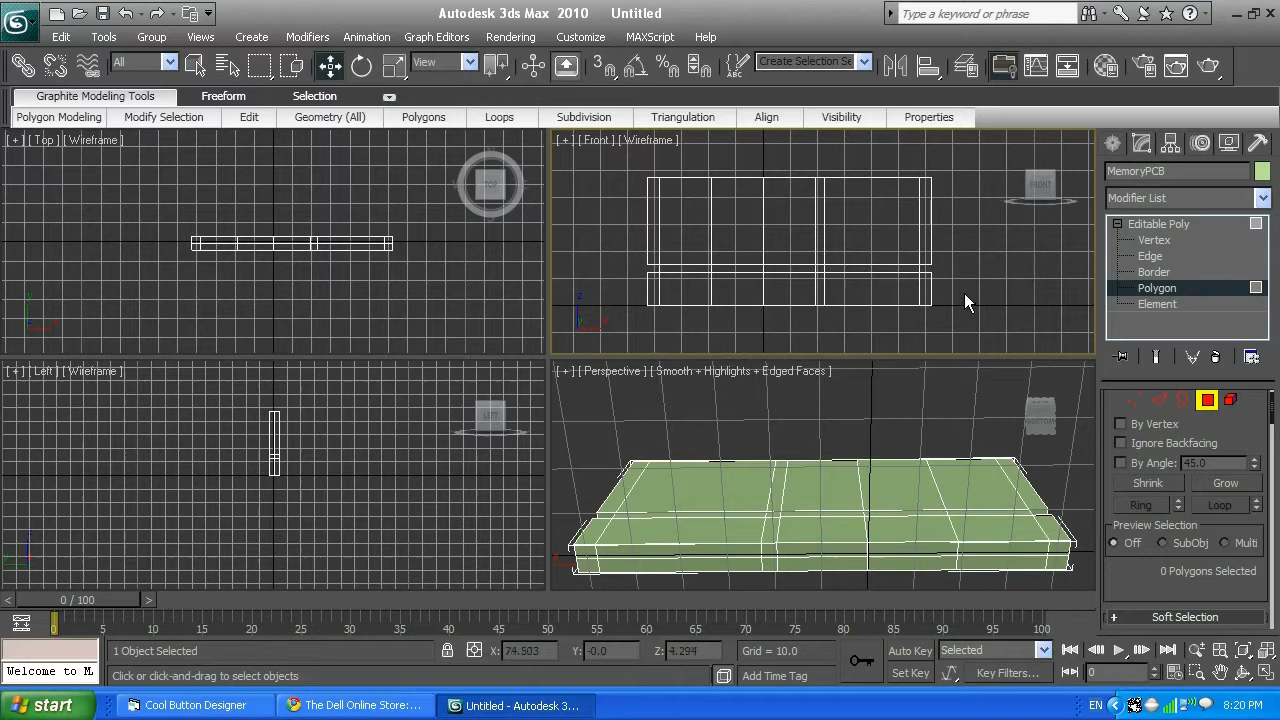 Autodesk 3ds Max 2010 Untitled
Type a keyword or phrase
Edit Tools Group Views Create Modifiers Animation Graph Editors Rendering Customize MAXScript Help
All View Create Selection Se
Graphite Modeling Tools Freeform Selection
Polygon Modeling Modify Selection Edit Geometry (All) Polygons Loops Subdivision Triangulation Align Visibility Properties
[ + ] [ Top ] [ Wireframe ]
TOP
[ + ] [ Front ] [ Wireframe ]
FRONT
MemoryPCB
Modifier List
Editable Poly
Vertex
Edge
Border
Polygon
Element
[ + ] [ Left ] [ Wireframe ]
LEFT
[ + ] [ Perspective ] [ Smooth + Highlights + Edged Faces ]
BOTTOM
By Vertex
Ignore Backfacing
By Angle: 45.0
Shrink Grow
Ring Loop
Preview Selection
Off SubObj Multi
0 Polygons Selected
Soft Selection
< 0 / 100 >
0 5 10 15 20 25 30 35 40 45 50 55 60 65 70 75 80 85 90 95 100
1 Object Selected X: 74.503 Y: -0.0 Z: 4.294 Grid = 10.0 Auto Key Selected
Welcome to M Click or click-and-drag to select objects Add Time Tag Set Key Key Filters... 0
start Cool Button Designer The Dell Online Store:... Untitled - Autodesk 3s... EN 8:20 PM